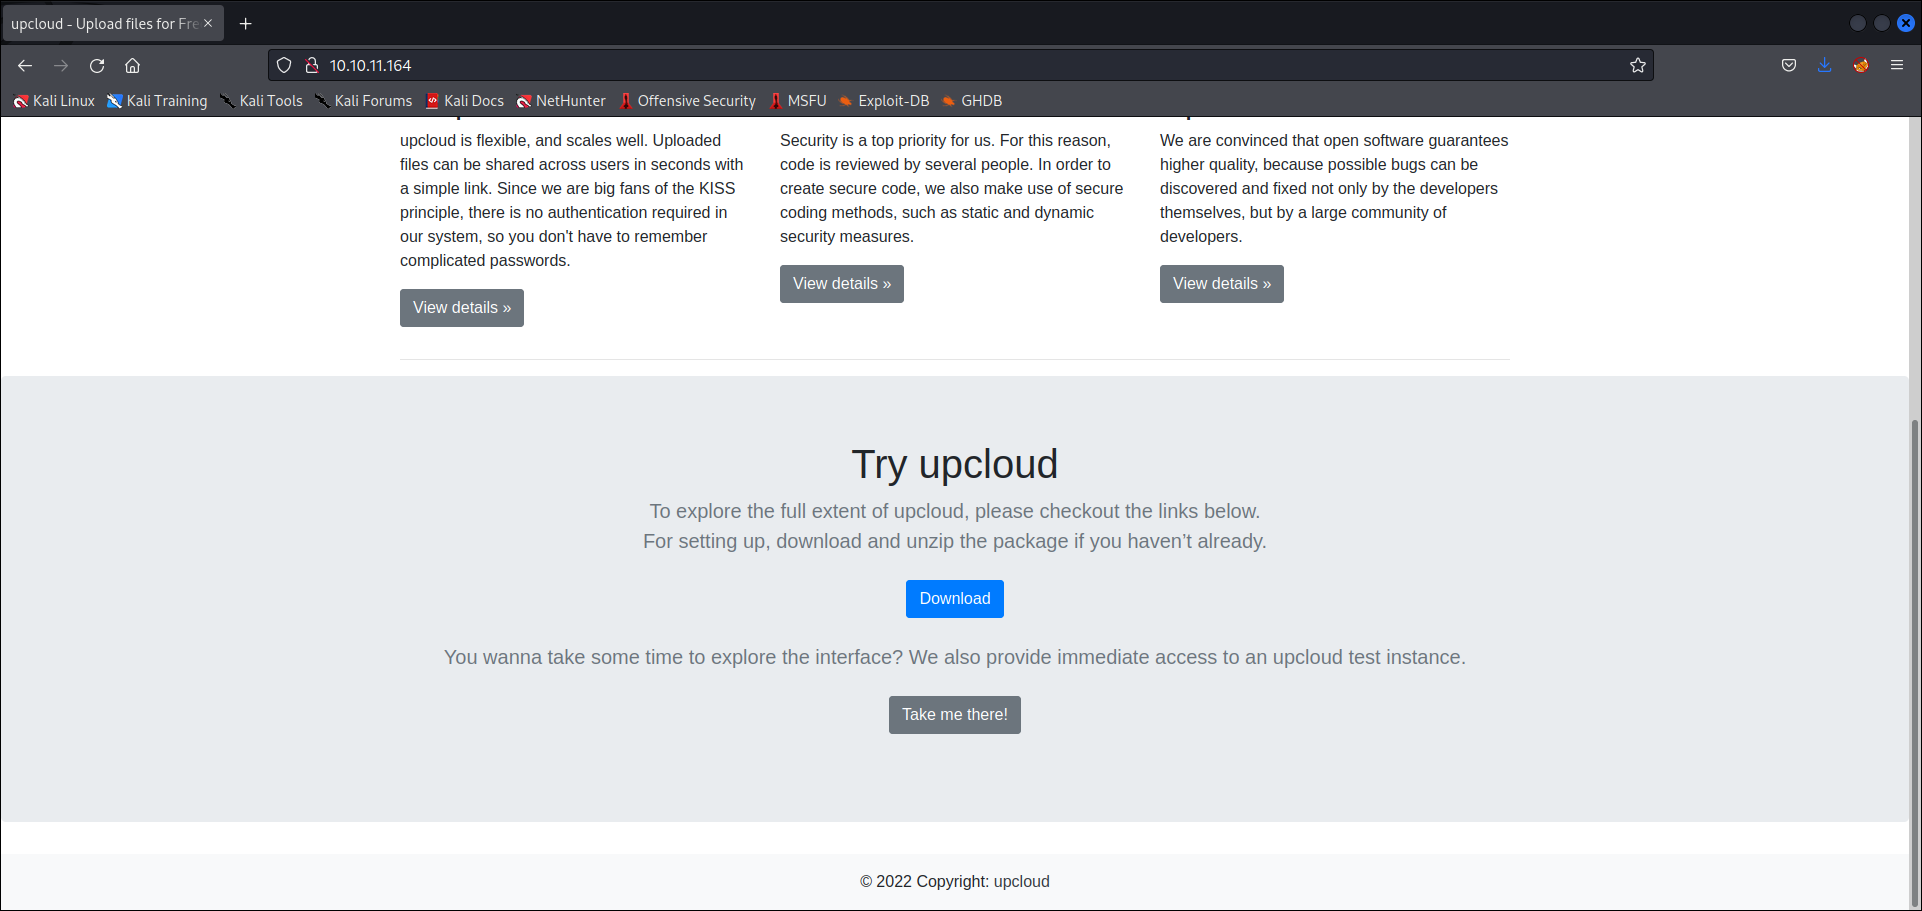 upcloud - Upload files for Fre
10.10.11.164
Kali Linux Kali Training Kali Tools Kali Forums Kali Docs NetHunter Offensive Security MSFU Exploit-DB GHDB
upcloud is flexible, and scales well. Uploaded
files can be shared across users in seconds with
a simple link. Since we are big fans of the KISS
principle, there is no authentication required in
our system, so you don't have to remember
complicated passwords.
View details »
Security is a top priority for us. For this reason,
code is reviewed by several people. In order to
create secure code, we also make use of secure
coding methods, such as static and dynamic
security measures.
View details »
We are convinced that open software guarantees
higher quality, because possible bugs can be
discovered and fixed not only by the developers
themselves, but by a large community of
developers.
View details »
Try upcloud
To explore the full extent of upcloud, please checkout the links below.
For setting up, download and unzip the package if you haven’t already.
Download
You wanna take some time to explore the interface? We also provide immediate access to an upcloud test instance.
Take me there!
© 2022 Copyright: upcloud